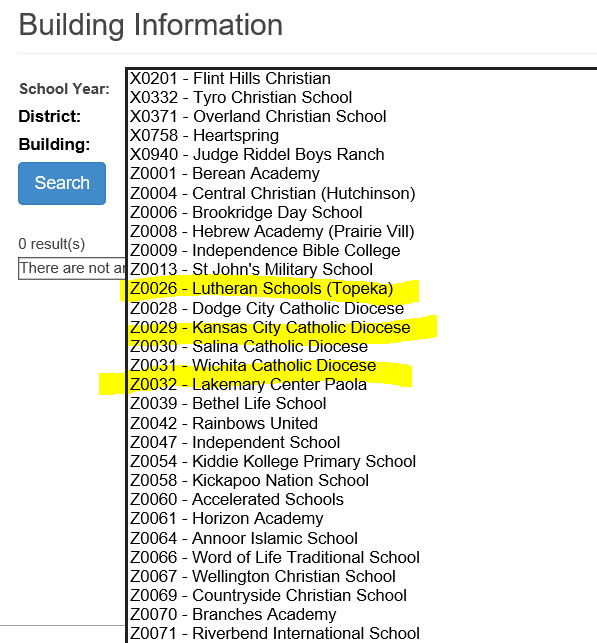 Building Information
School Year:
District:
Building:
Search
0 result(s)
There are not ar
X0201 - Flint Hills Christian
X0332 - Tyro Christian School
X0371 - Overland Christian School
X0758 - Heartspring
X0940 - Judge Riddel Boys Ranch
Z0001 - Berean Academy
Z0004 - Central Christian (Hutchinson)
Z0006 - Brookridge Day School
Z0008 - Hebrew Academy (Prairie Vill)
Z0009 - Independence Bible College
Z0013 - St John's Military School
Z0026 - Lutheran Schools (Topeka)
Z0028 - Dodge City Catholic Diocese
Z0029 - Kansas City Catholic Diocese
Z0030 - Salina Catholic Diocese
Z0031 - Wichita Catholic Diocese
Z0032 - Lakemary Center Paola
Z0039 - Bethel Life School
Z0042 - Rainbows United
Z0047 - Independent School
Z0054 - Kiddie Kollege Primary School
Z0058 - Kickapoo Nation School
Z0060 - Accelerated Schools
Z0061 - Horizon Academy
Z0064 - Annoor Islamic School
Z0066 - Word of Life Traditional School
Z0067 - Wellington Christian School
Z0069 - Countryside Christian School
Z0070 - Branches Academy
Z0071 - Riverbend International School